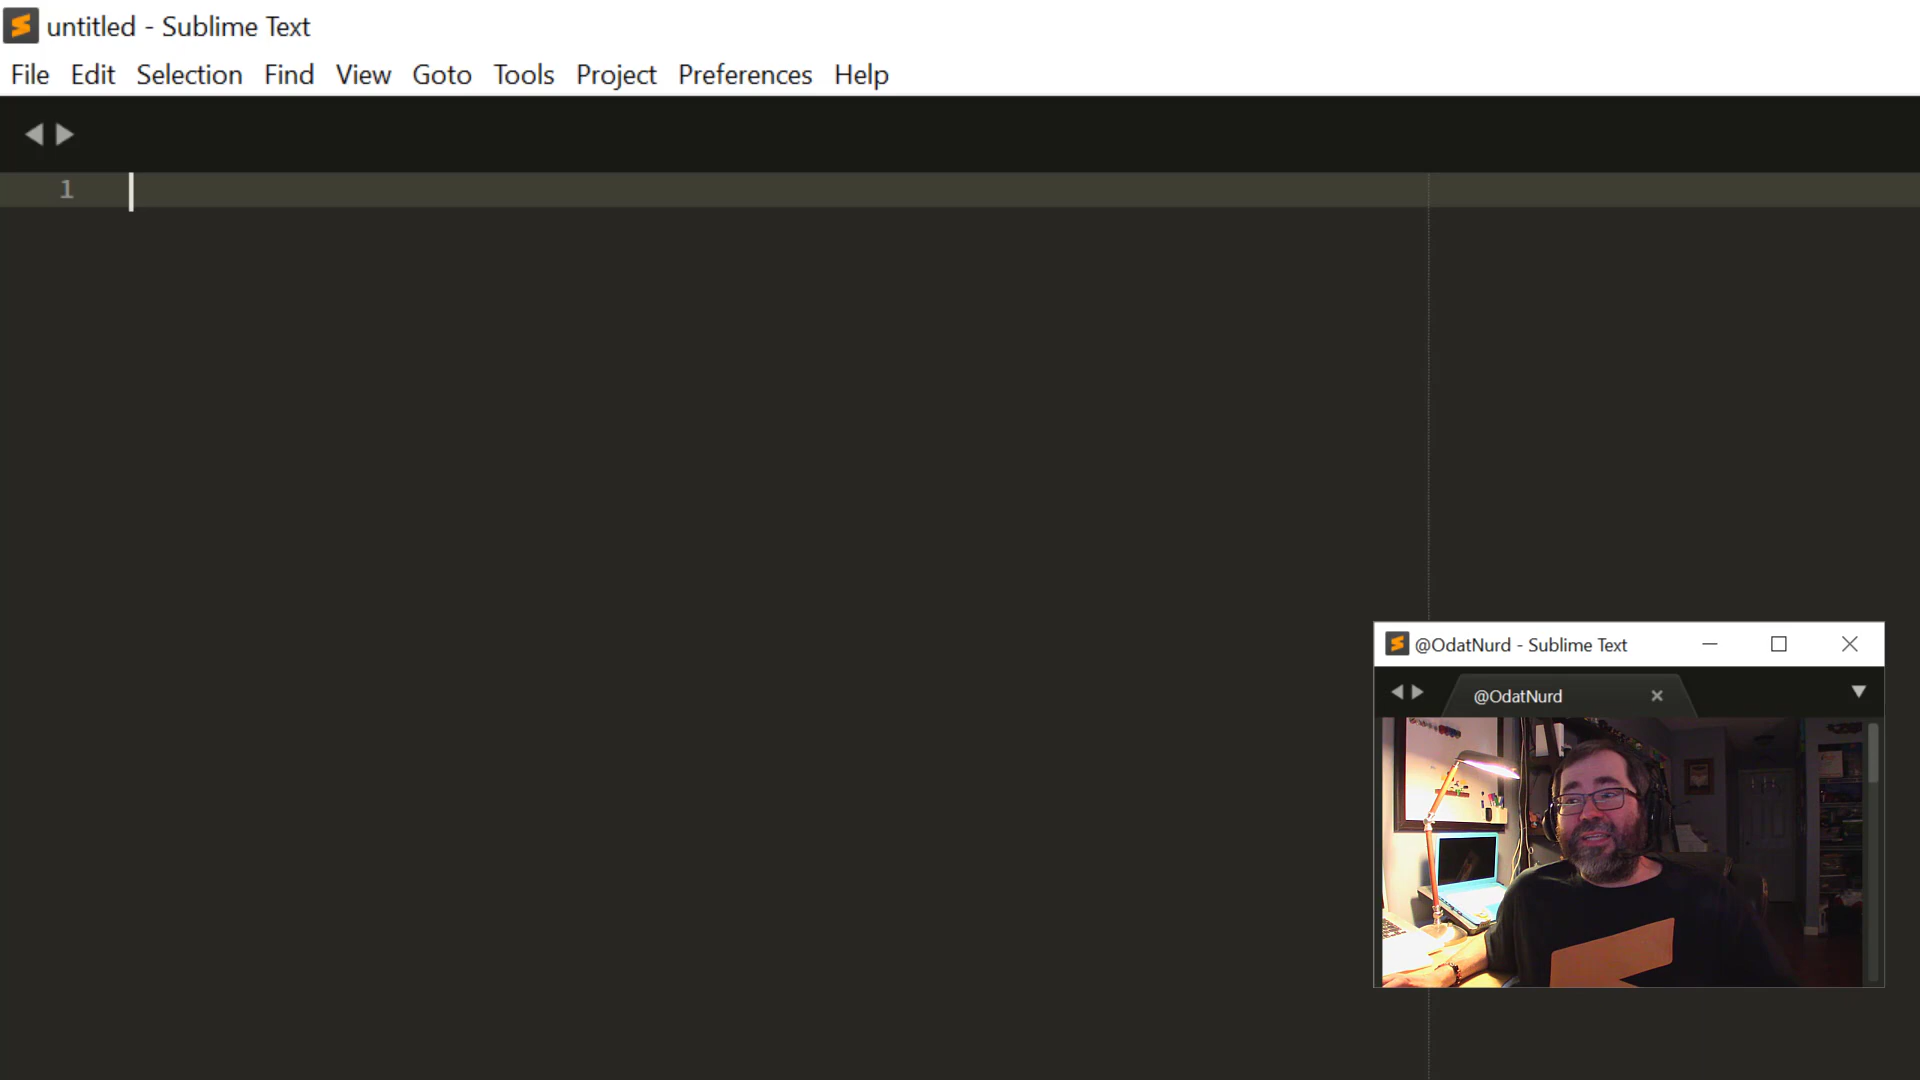 untitled - Sublime Text
File Edit Selection Find View Goto Tools Project Preferences Help
1
@OdatNurd - Sublime Text
@OdatNurd